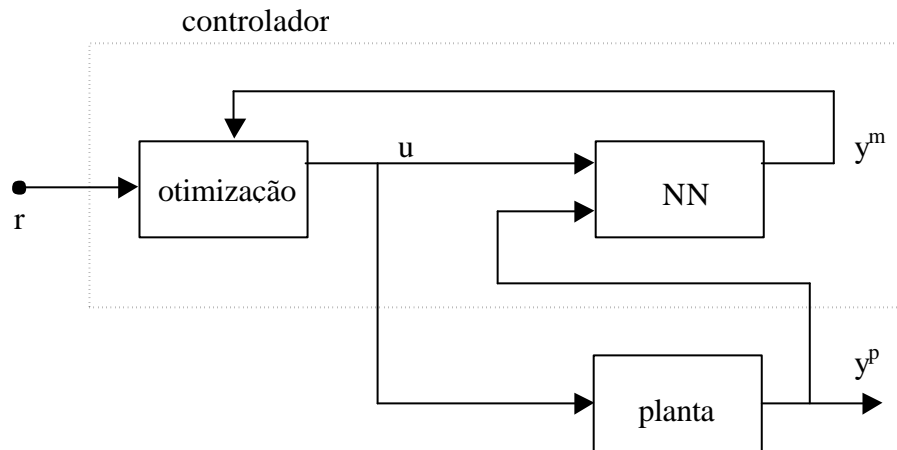 controlador
u
y^m
otimização
NN
r
y^p
planta